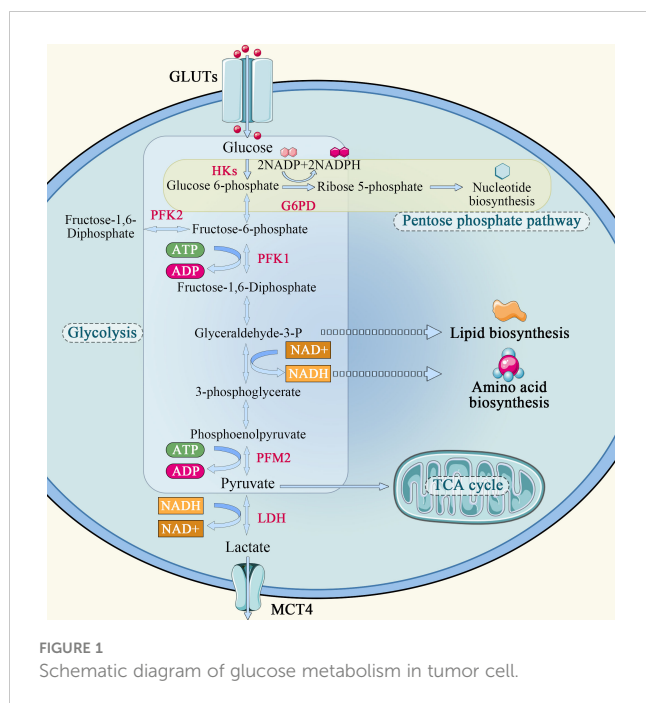 GLUTs
Glucose
HKs
2NADP+2NADPH
Glucose 6-phosphate
Ribose 5-phosphate
Nucleotide
biosynthesis
G6PD
Pentose phosphate pathway
Fructose-1,6-
Diphosphate
PFK2
Fructose-6-phosphate
ATP
ADP
PFK1
Fructose-1,6-Diphosphate
Glycolysis
Glyceraldehyde-3-P
Lipid biosynthesis
NAD+
NADH
Amino acid
biosynthesis
3-phosphoglycerate
Phosphoenolpyruvate
ATP
ADP
PFM2
Pyruvate
TCA cycle
NADH
NAD+
LDH
Lactate
MCT4
FIGURE 1
Schematic diagram of glucose metabolism in tumor cell.